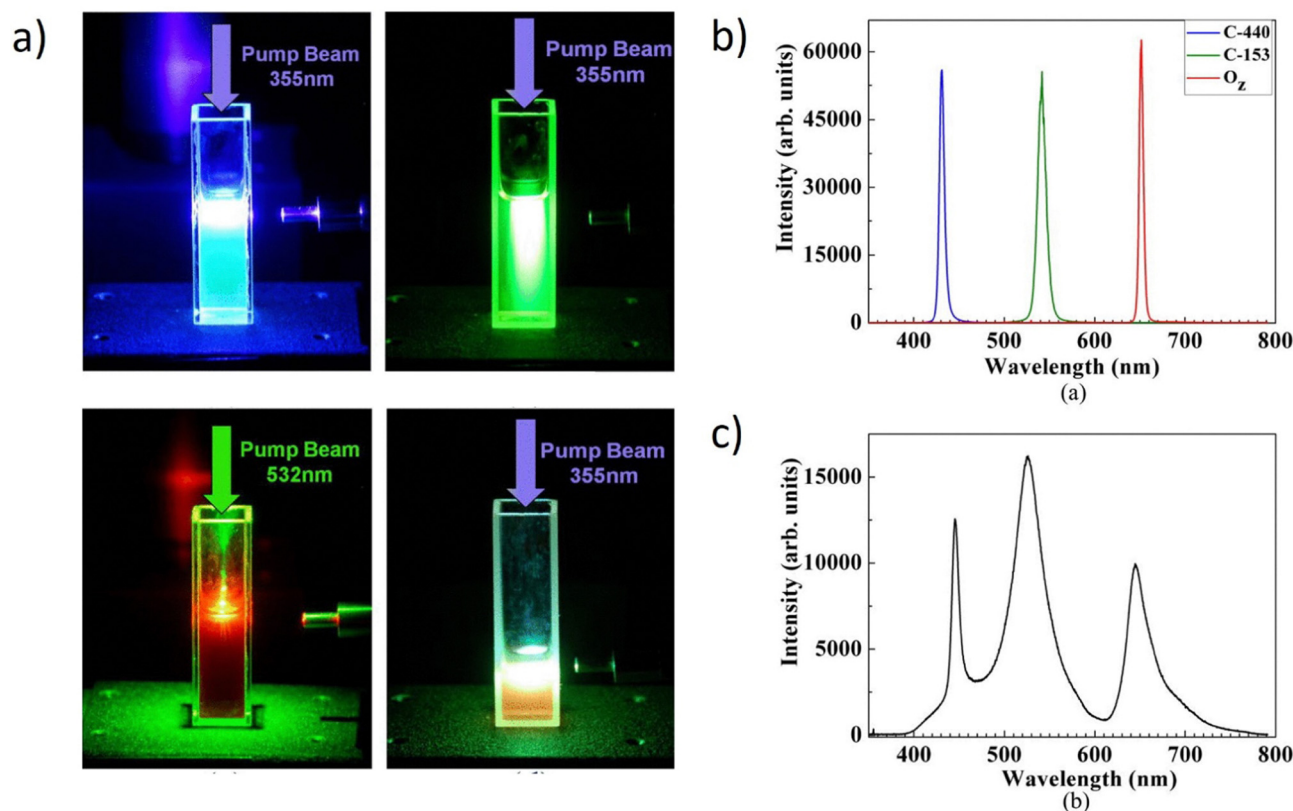 a)
Pump Beam
355nm
Pump Beam
355nm
Pump Beam
532nm
Pump Beam
355nm
b)
C-440
C-153
Oz
60000
45000
30000
15000
0
Intensity (arb. units)
400
500
600
700
800
Wavelength (nm)
(a)
c)
15000
10000
5000
0
Intensity (arb. units)
400
500
600
700
800
Wavelength (nm)
(b)